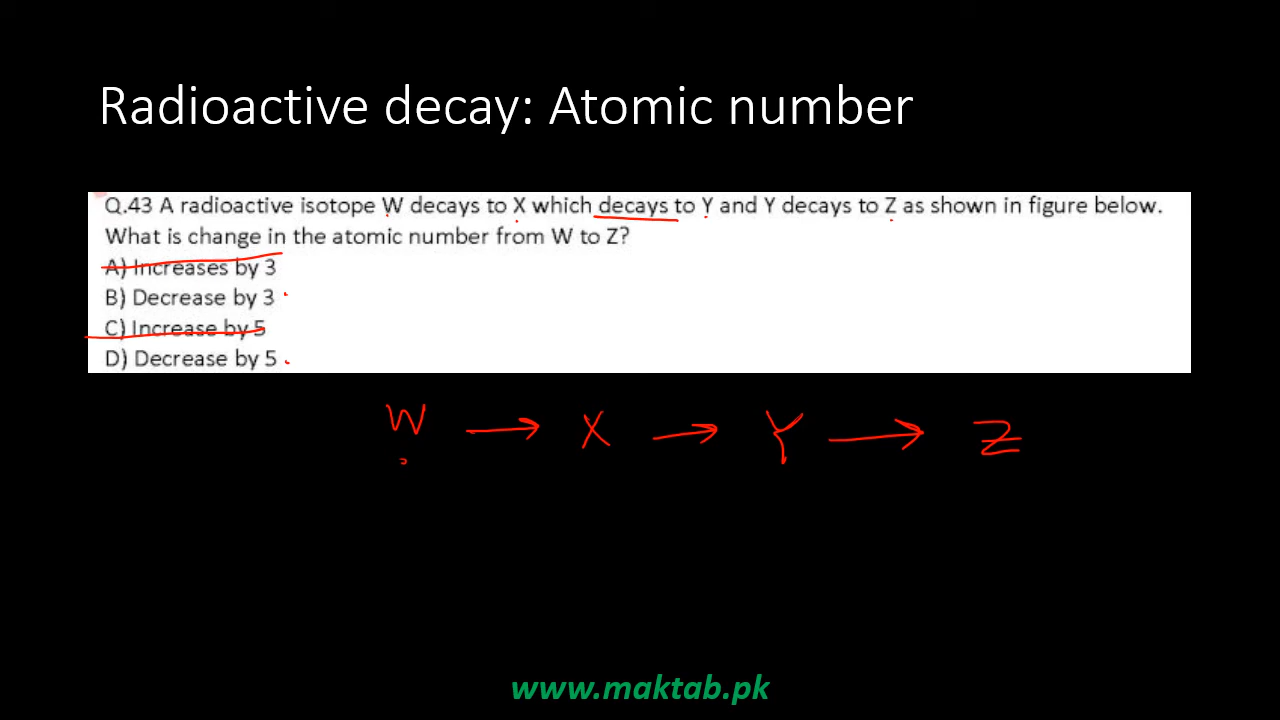 Radioactive decay: Atomic number
Q.43 A radioactive isotope W decays to X which decays to Y and Y decays to Z as shown in figure below.
What is change in the atomic number from W to Z?
A) Increases by 3
B) Decrease by 3
C) Increase by 5
D) Decrease by 5
W → X → Y → Z
www.maktab.pk